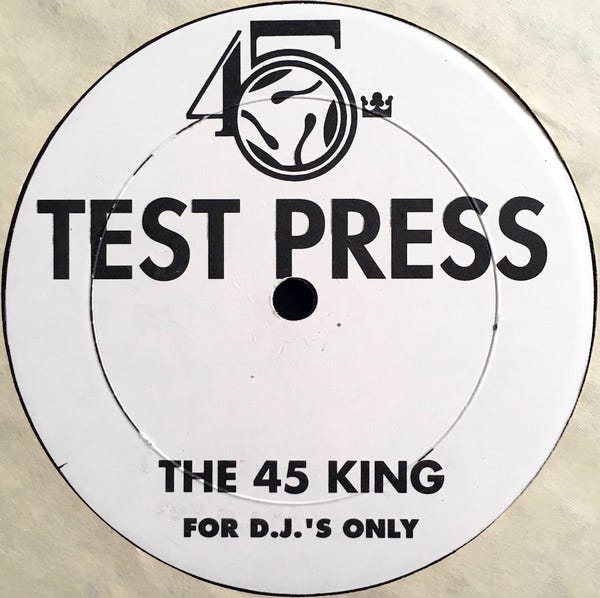 45
TEST PRESS
THE 45 KING
FOR D.J.'S ONLY